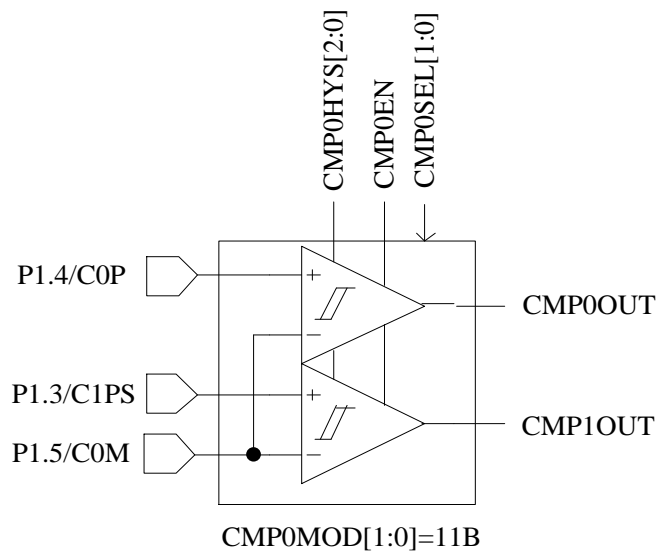 CMP0HYS[2:0]
CMP0EN
CMP0SEL[1:0]
P1.4/C0P
+
−
CMP0OUT
P1.3/C1PS
+
P1.5/C0M
−
CMP1OUT
CMP0MOD[1:0]=11B